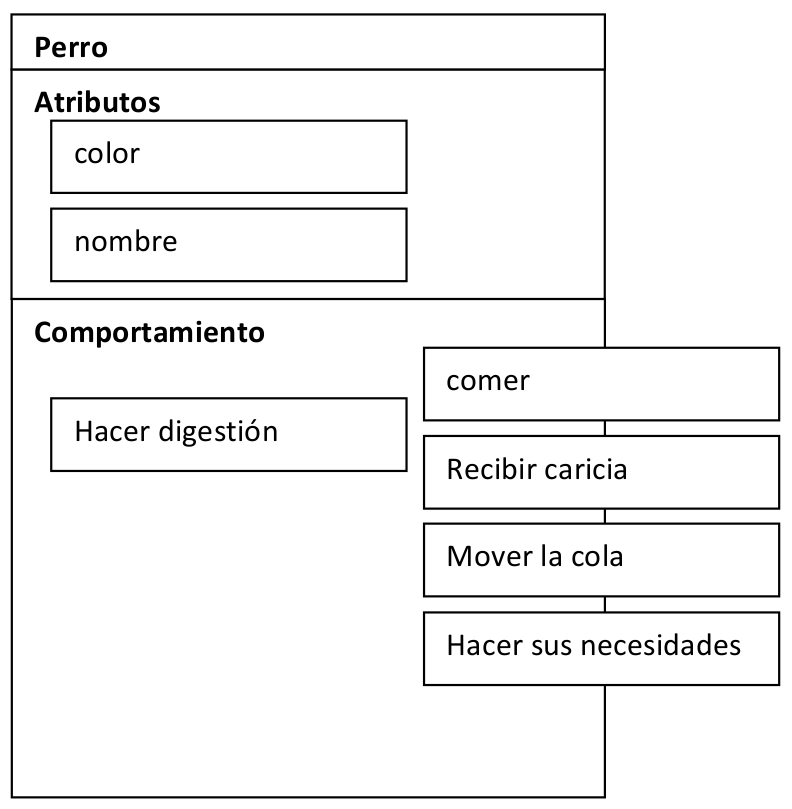 Perro
Atributos
color
nombre
Comportamiento
comer
Hacer digestión
Recibir caricia
Mover la cola
Hacer sus necesidades